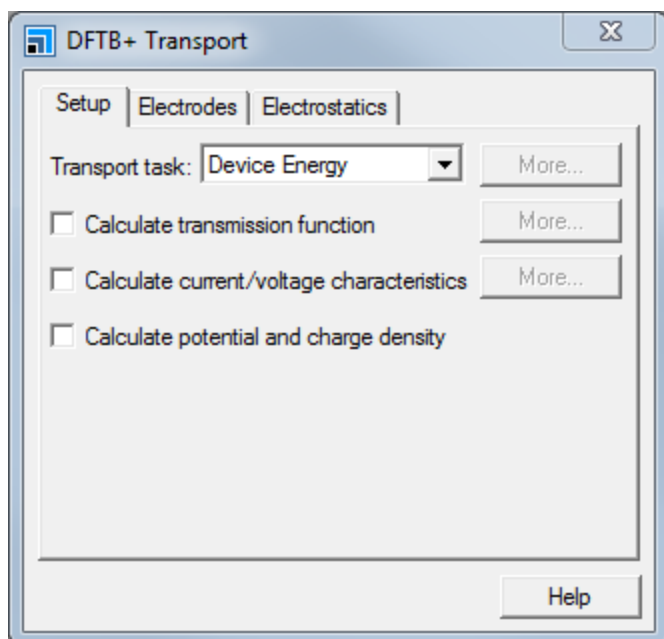 DFTB+ Transport
Setup Electrodes Electrostatics
Transport task: Device Energy More...
Calculate transmission function More...
Calculate current/voltage characteristics More...
Calculate potential and charge density
Help